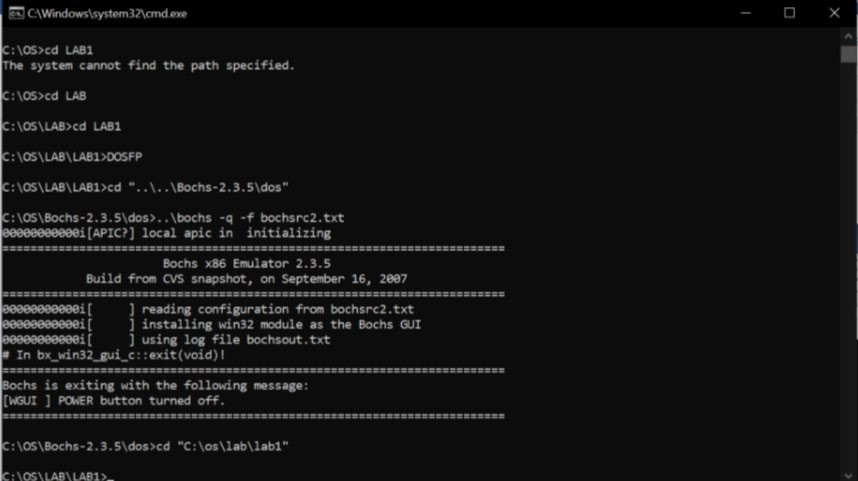 C:\Windows\system32\cmd.exe
C:\OS>cd LAB1
The system cannot find the path specified.
C:\OS>cd LAB
C:\OS\LAB>cd LAB1
C:\OS\LAB\LAB1>DOSFP
C:\OS\LAB\LAB1>cd "..\..\Bochs-2.3.5\dos"
C:\OS\Bochs-2.3.5\dos>..\bochs -q -f bochsrc2.txt
00000000000i[APIC?] local apic in  initializing
========================================================================
Bochs x86 Emulator 2.3.5
Build from CVS snapshot, on September 16, 2007
========================================================================
00000000000i[     ] reading configuration from bochsrc2.txt
00000000000i[     ] installing win32 module as the Bochs GUI
00000000000i[     ] using log file bochsout.txt
# In bx_win32_gui_c::exit(void)!
========================================================================
Bochs is exiting with the following message:
[WGUI ] POWER button turned off.
========================================================================
C:\OS\Bochs-2.3.5\dos>cd "C:\os\lab\lab1"
C:\OS\LAB\LAB1>_